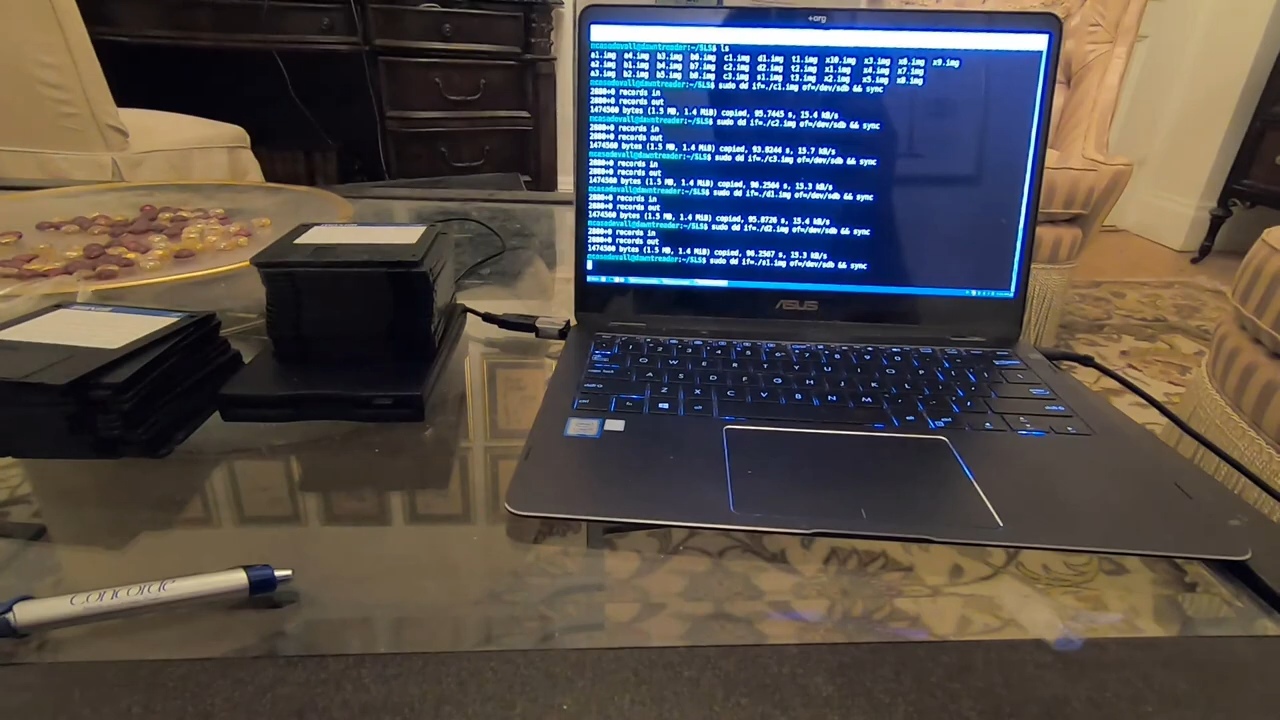 mcasadevall@dawntreader:~/SLS$ ls
a1.img a4.img b3.img b6.img c1.img d1.img t1.img x10.img x3.img x6.img x9.img
a2.img b1.img b4.img b7.img c2.img d2.img t2.img x1.img x4.img x7.img
a3.img b2.img b5.img b8.img c3.img s1.img t3.img x2.img x5.img x8.img
mcasadevall@dawntreader:~/SLS$ sudo dd if=./c1.img of=/dev/sdb && sync
2880+0 records in
2880+0 records out
1474560 bytes (1.5 MB, 1.4 MiB) copied, 95.7445 s, 15.4 kB/s
mcasadevall@dawntreader:~/SLS$ sudo dd if=./c2.img of=/dev/sdb && sync
2880+0 records in
2880+0 records out
1474560 bytes (1.5 MB, 1.4 MiB) copied, 93.8244 s, 15.7 kB/s
mcasadevall@dawntreader:~/SLS$ sudo dd if=./c3.img of=/dev/sdb && sync
2880+0 records in
2880+0 records out
1474560 bytes (1.5 MB, 1.4 MiB) copied, 96.2564 s, 15.3 kB/s
mcasadevall@dawntreader:~/SLS$ sudo dd if=./d1.img of=/dev/sdb && sync
2880+0 records in
2880+0 records out
1474560 bytes (1.5 MB, 1.4 MiB) copied, 95.8726 s, 15.4 kB/s
mcasadevall@dawntreader:~/SLS$ sudo dd if=./d2.img of=/dev/sdb && sync
2880+0 records in
2880+0 records out
1474560 bytes (1.5 MB, 1.4 MiB) copied, 96.2507 s, 15.3 kB/s
mcasadevall@dawntreader:~/SLS$ sudo dd if=./s1.img of=/dev/sdb && sync
ASUS
Q W E R T Y U I O P
A S D F G H J K L
Z X C V B N M
concorde